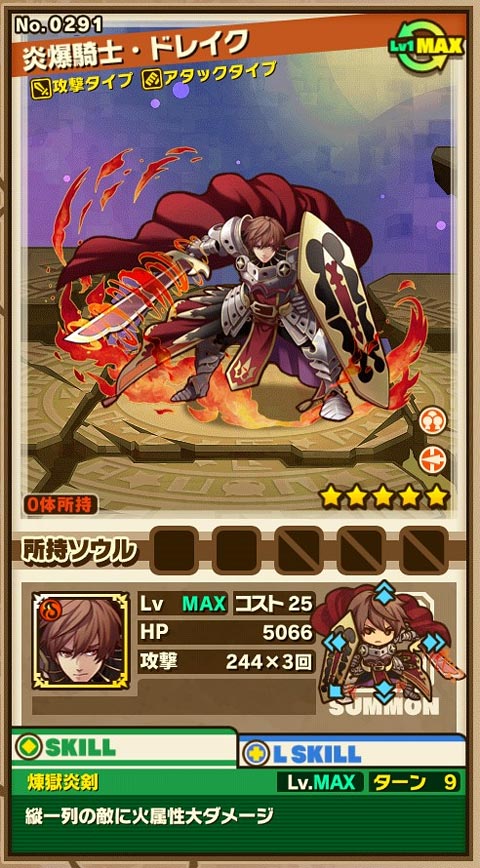 No.0291
炎爆騎士・ドレイク
Lv1 MAX
攻撃タイプ アタックタイプ
0体所持
所持ソウル
Lv MAX コスト 25
HP 5066
攻撃 244×3回
SUMMON
SKILL
L SKILL
煉獄炎剣 Lv.MAX ターン 9
縦一列の敵に火属性大ダメージ